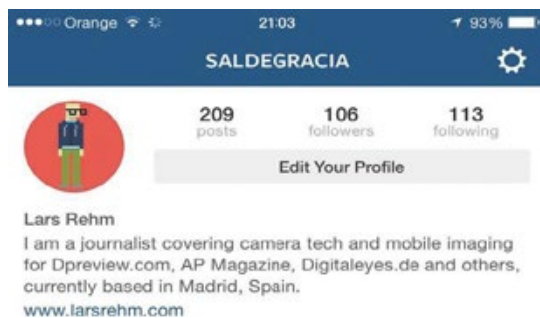 Orange 21:03 93%
SALDEGRACIA
209 106 113
posts followers following
Edit Your Profile
Lars Rehm
I am a journalist covering camera tech and mobile imaging
for Dpreview.com, AP Magazine, Digitaleyes.de and others,
currently based in Madrid, Spain.
www.larsrehm.com